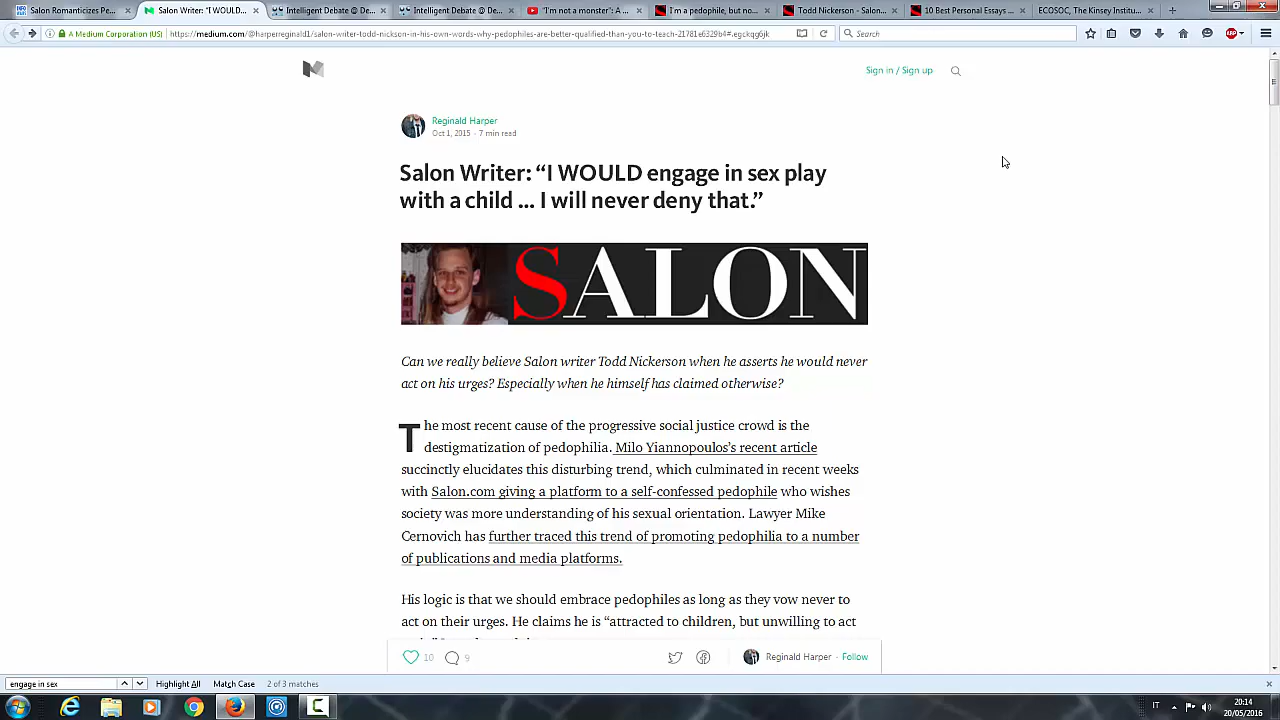 Salon Romanticizes Pe...
Salon Writer: “I WOULD...
Intelligent Debate @ De...
Intelligent Debate @ De...
"I'm not a monster": A ...
I'm a pedophile, but no...
Todd Nickerson - Salon...
10 Best Personal Essays ...
ECOSOC, The Kinsey Institu...
A Medium Corporation (US)
https://medium.com/@harperreginald1/salon-writer-todd-nickson-in-his-own-words-why-pedophiles-are-better-qualified-than-you-to-teach-21781e6329b4#.egckqg6jk
Search
ABP
Sign in / Sign up
Reginald Harper
Oct 1, 2015 · 7 min read
Salon Writer: “I WOULD engage in sex play
with a child ... I will never deny that.”
SALON
Can we really believe Salon writer Todd Nickerson when he asserts he would never
act on his urges? Especially when he himself has claimed otherwise?
The most recent cause of the progressive social justice crowd is the
destigmatization of pedophilia. Milo Yiannopoulos’s recent article
succinctly elucidates this disturbing trend, which culminated in recent weeks
with Salon.com giving a platform to a self-confessed pedophile who wishes
society was more understanding of his sexual orientation. Lawyer Mike
Cernovich has further traced this trend of promoting pedophilia to a number
of publications and media platforms.
His logic is that we should embrace pedophiles as long as they vow never to
act on their urges. He claims he is “attracted to children, but unwilling to act
10
9
Reginald Harper · Follow
engage in sex
Highlight All
Match Case
2 of 3 matches
IT
20:14
20/05/2016